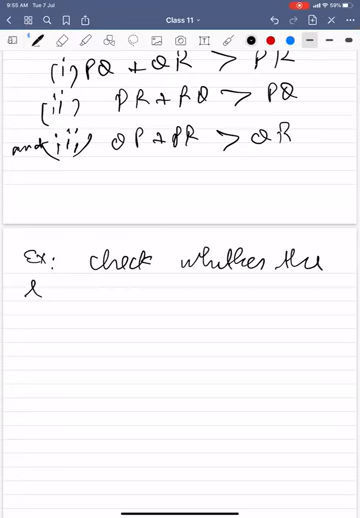 9:55 AM Tue 7 Jul
51%
Class 11
(i) PQ + QR > PR
(ii) PR + RQ > PQ
and (iii) QP + PR > QR
Ex: check whether the
l